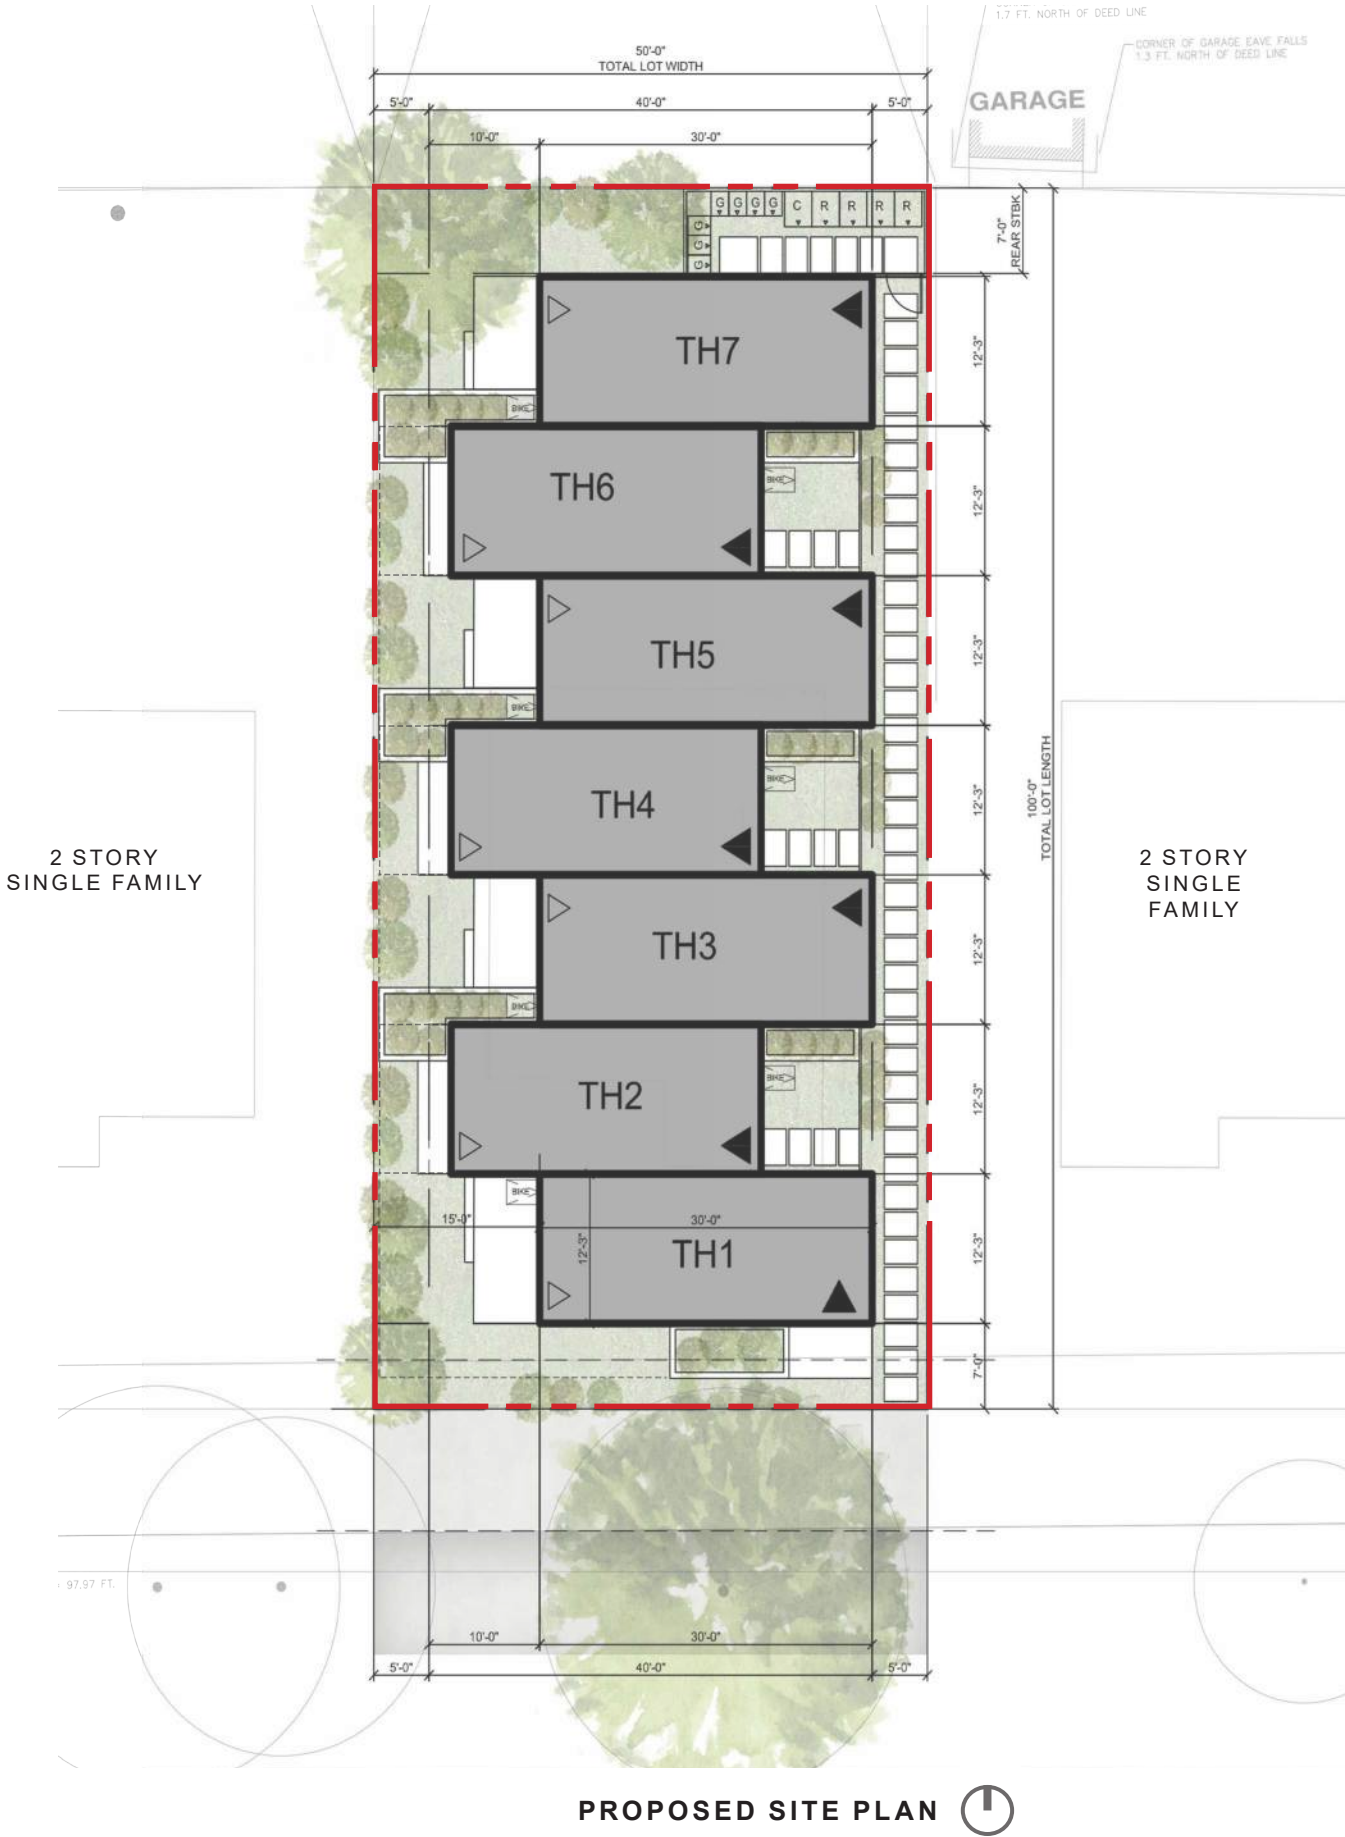 1.7 FT. NORTH OF DEED LINE
CORNER OF GARAGE EAVE FALLS
1.3 FT. NORTH OF DEED LINE
50'-0"
TOTAL LOT WIDTH
5'-0"
40'-0"
5'-0"
GARAGE
10'-0"
30'-0"
G G G G C R R R R
G
G
G
7'-0"
REAR STBK
TH7
12'-3"
BIKE
TH6
BIKE
12'-3"
TH5
12'-3"
BIKE
TH4
BIKE
12'-3"
100'-0"
TOTAL LOT LENGTH
2 STORY
SINGLE FAMILY
2 STORY
SINGLE
FAMILY
TH3
12'-3"
BIKE
TH2
BIKE
12'-3"
BIKE
15'-0"
30'-0"
12'-3"
TH1
12'-3"
7'-0"
97.97 FT.
10'-0"
30'-0"
5'-0"
40'-0"
5'-0"
PROPOSED SITE PLAN